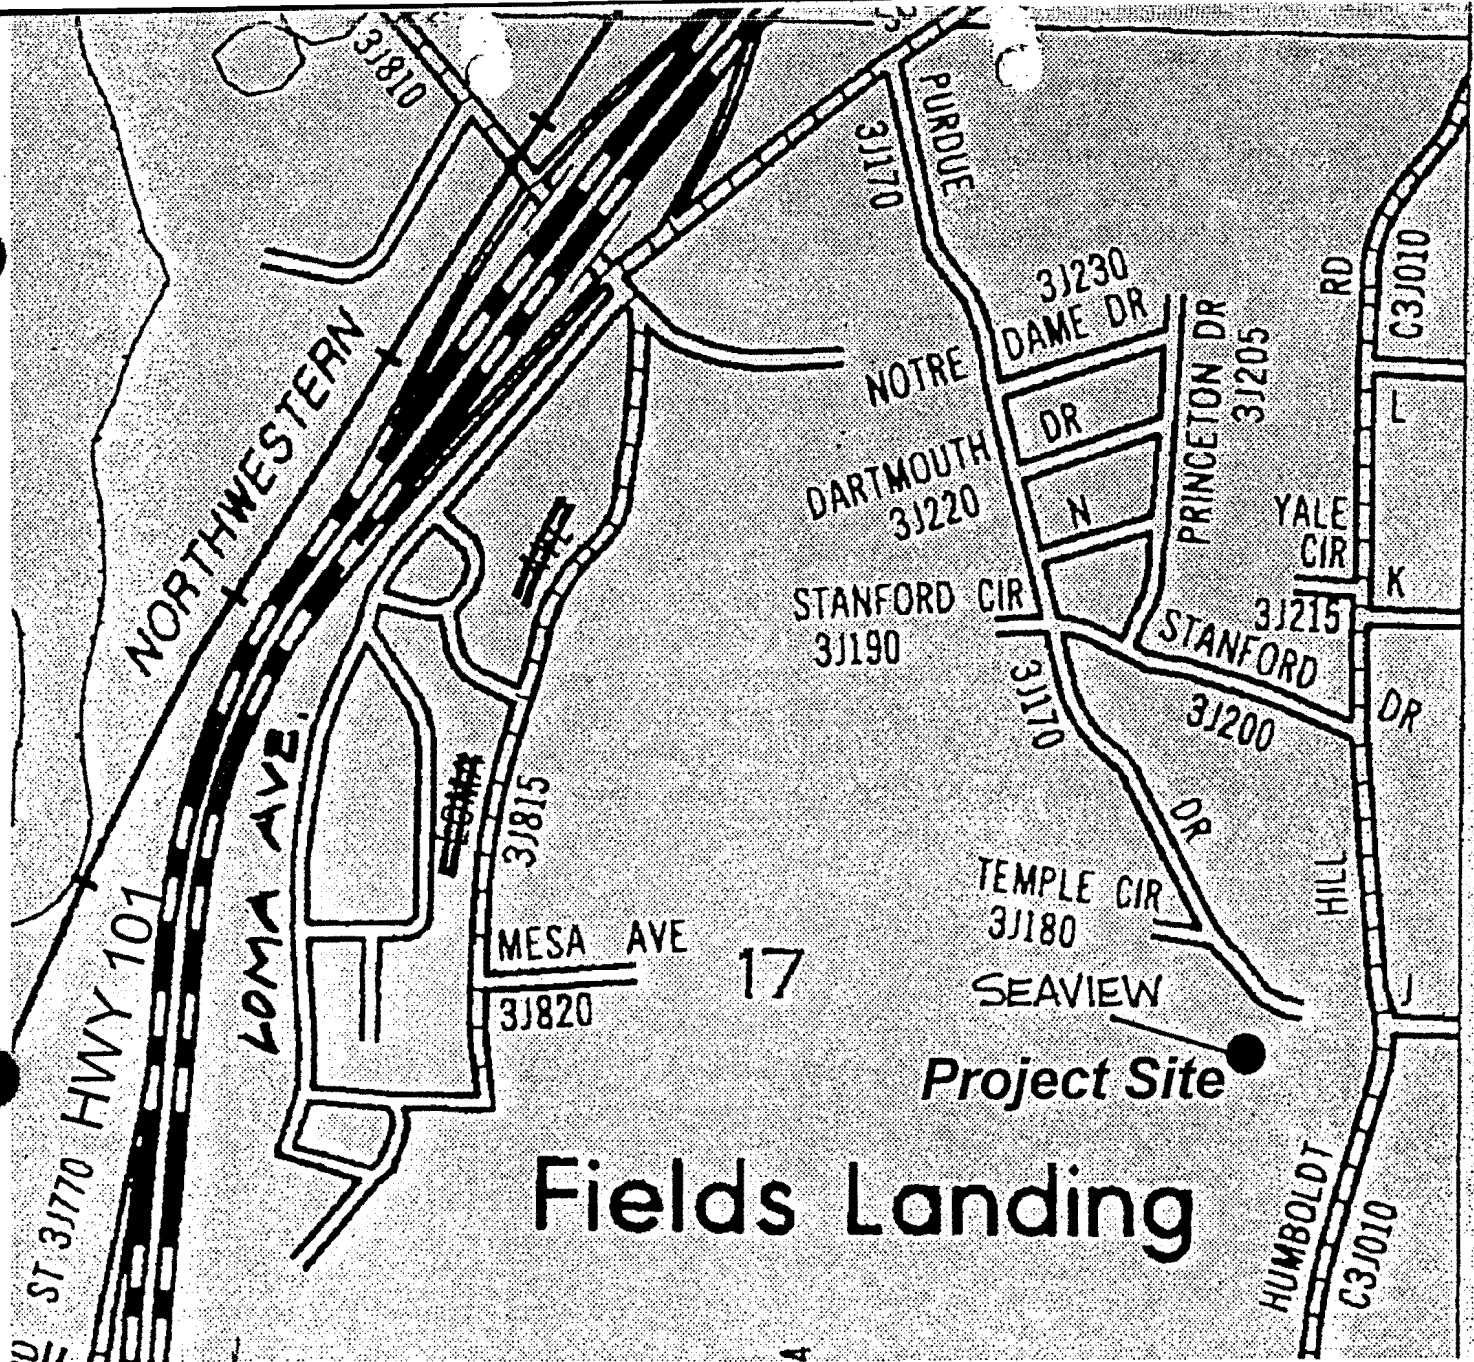 3J810
PURDUE
3J170
3J230
NOTRE DAME DR
PRINCETON DR
3J205
RD
C3J010
NORTHWESTERN
L
DARTMOUTH DR
3J220
N
AVE
YALE
CIR
3J215
K
STANFORD CIR
3J190
STANFORD DR
3J200
3J170
DR
LOMA AVE.
LOMA
3J815
HILL
TEMPLE CIR
3J180
MESA AVE
3J820
17
SEAVIEW
J
Project Site
HWY 101
ST 3J770
Fields Landing
HUMBOLDT
C3J010